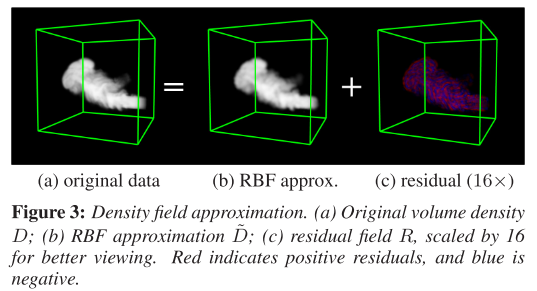 = +
(a) original data (b) RBF approx. (c) residual (16×)
Figure 3: Density field approximation. (a) Original volume density
D; (b) RBF approximation D̃; (c) residual field R, scaled by 16
for better viewing. Red indicates positive residuals, and blue is
negative.